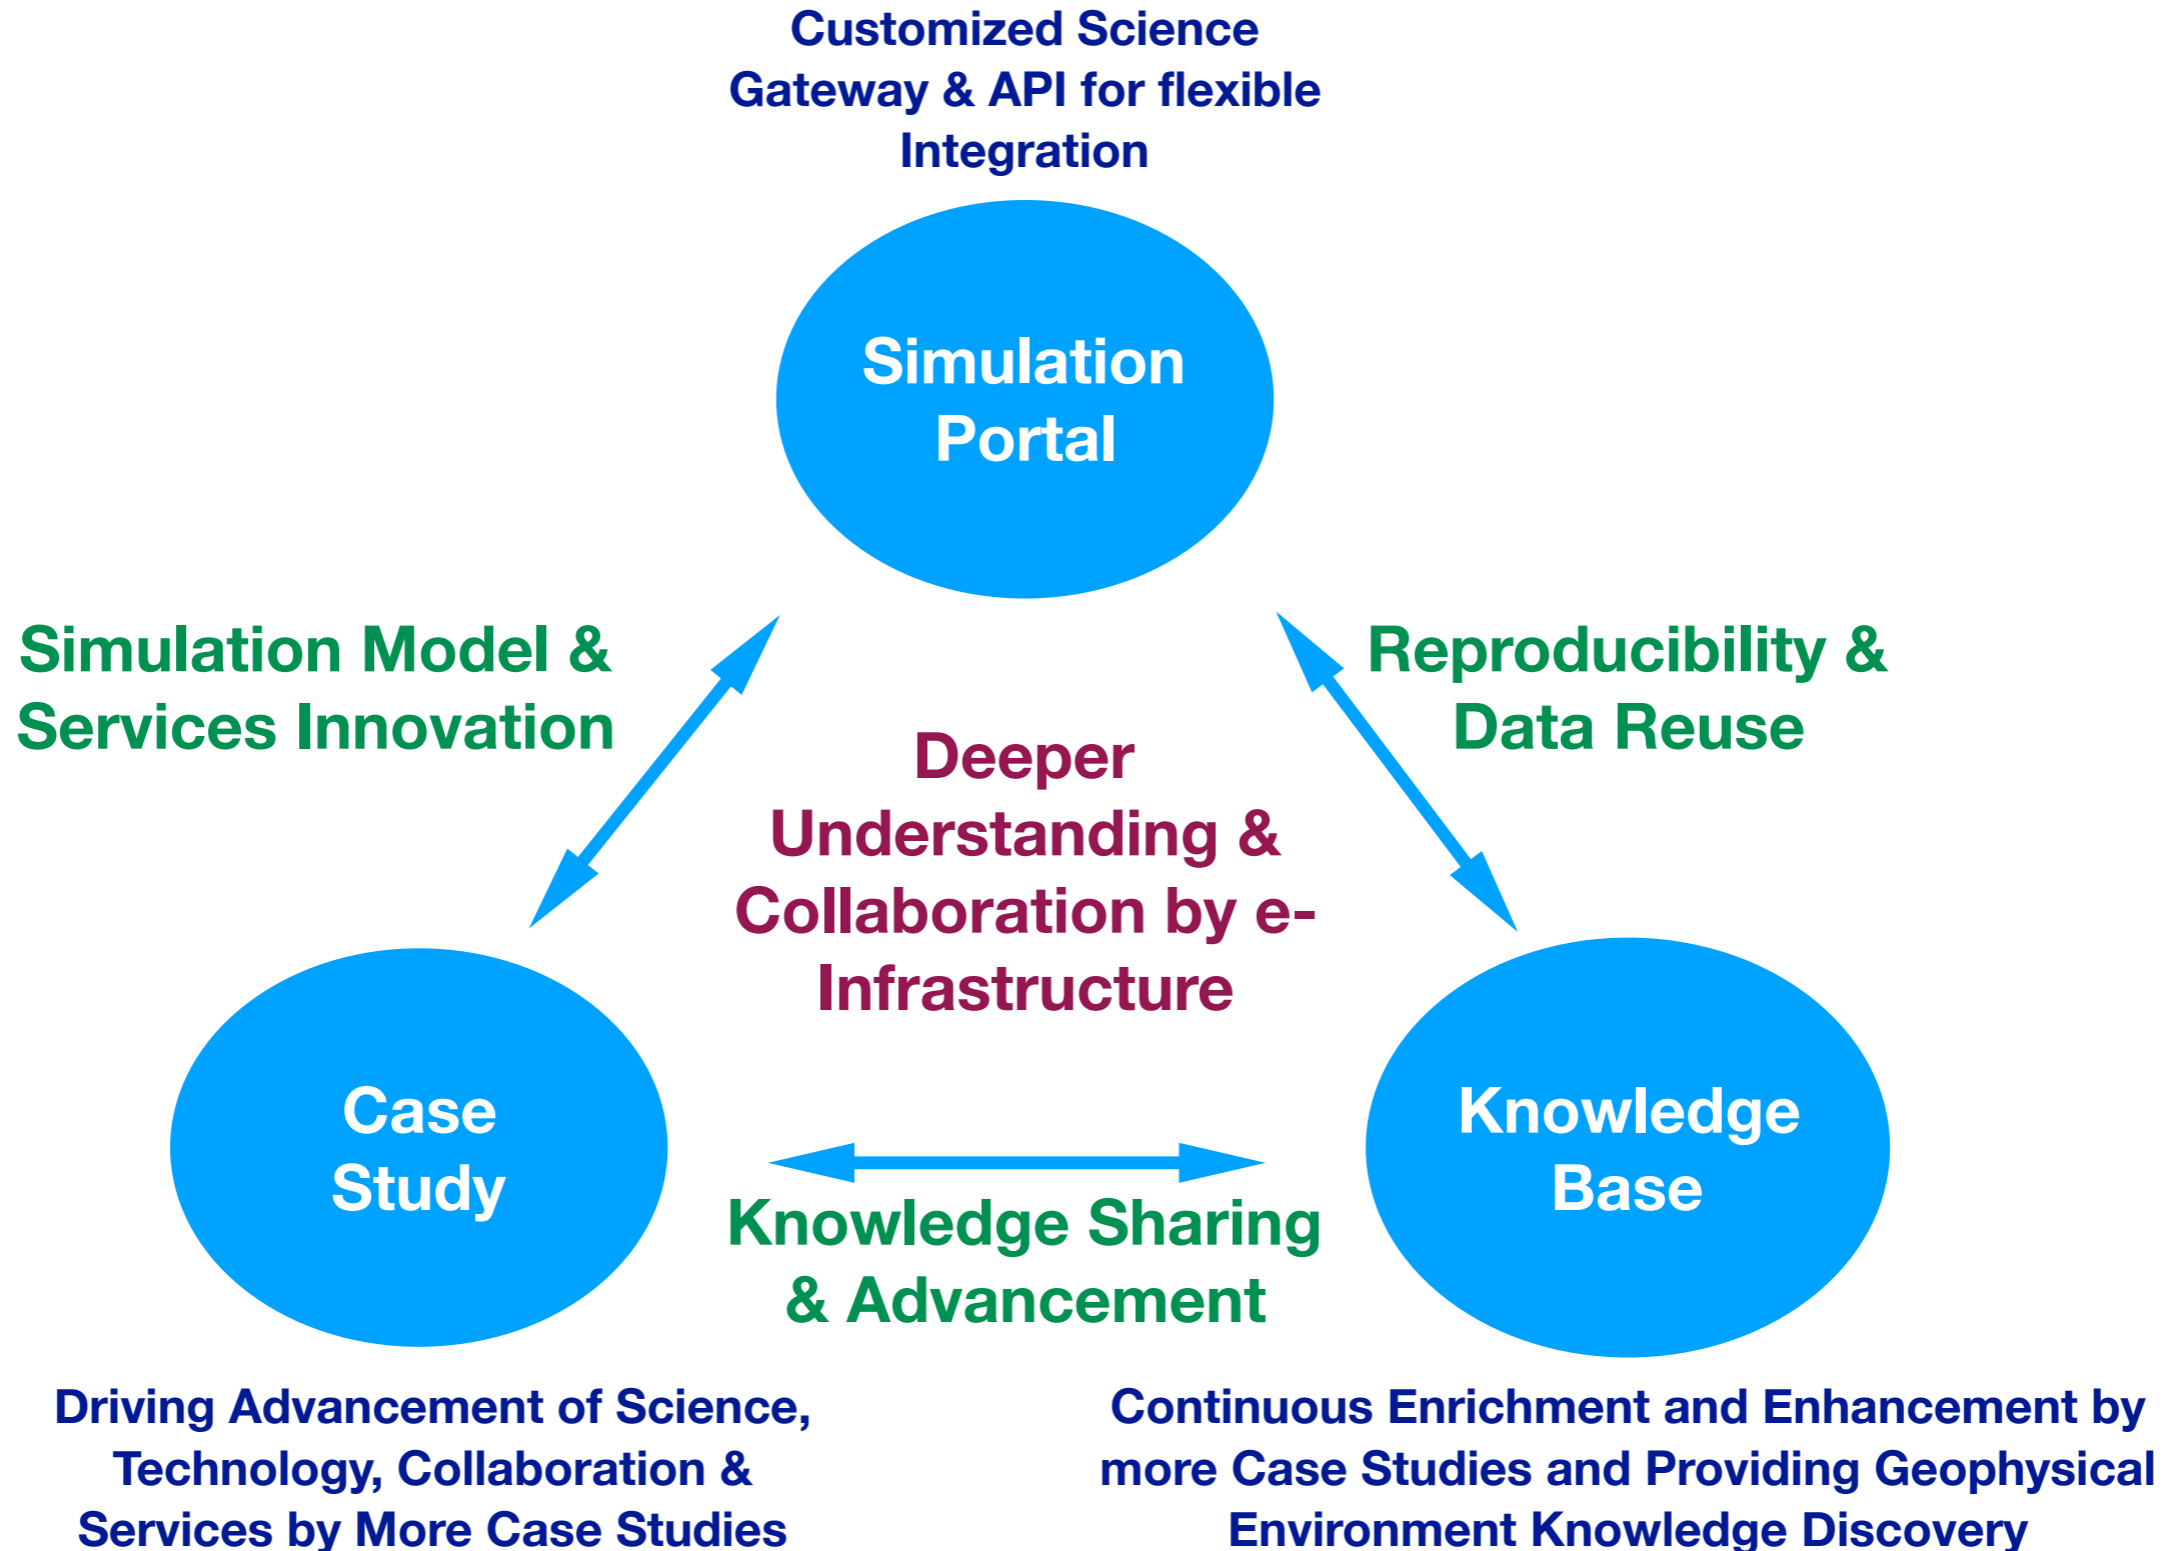 Customized Science
Gateway & API for flexible
Integration
Simulation
Portal
Simulation Model &
Services Innovation
Reproducibility &
Data Reuse
Deeper
Understanding &
Collaboration by e-
Infrastructure
Case
Study
Knowledge
Base
Knowledge Sharing
& Advancement
Driving Advancement of Science,
Technology, Collaboration &
Services by More Case Studies
Continuous Enrichment and Enhancement by
more Case Studies and Providing Geophysical
Environment Knowledge Discovery